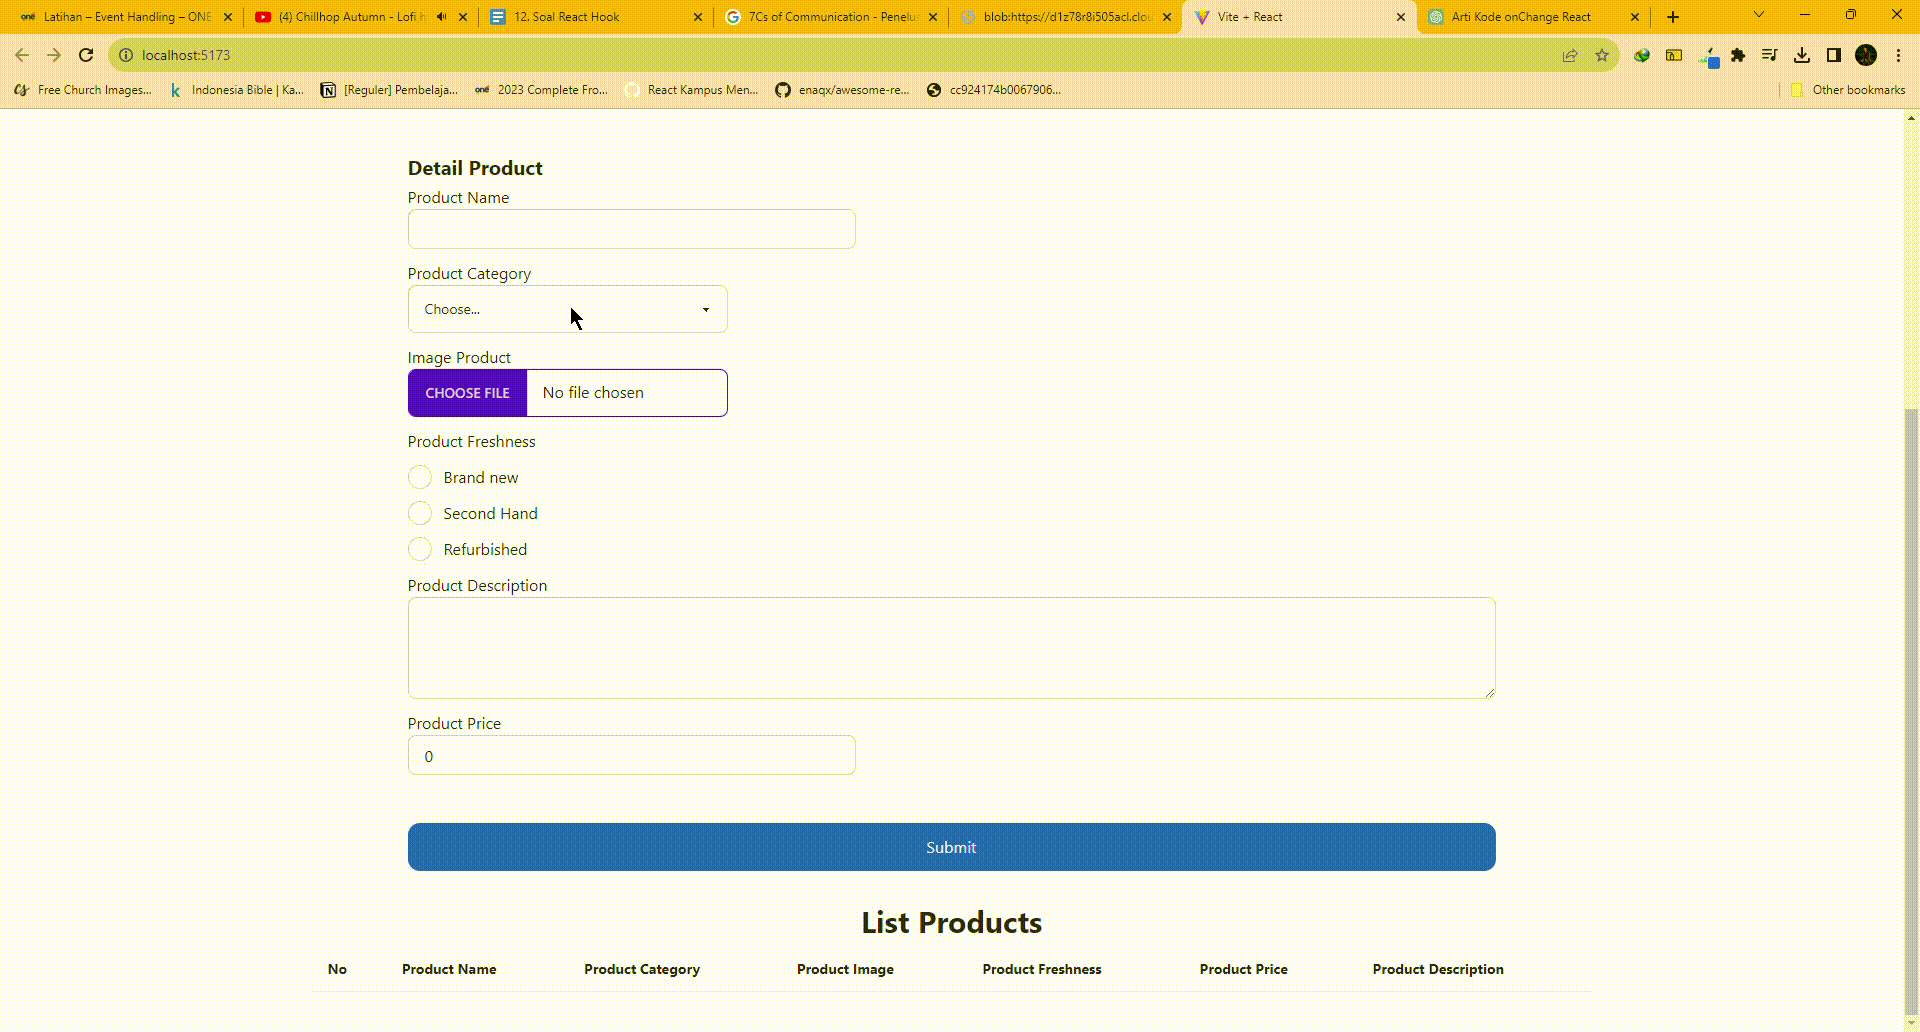 Latihan – Event Handling – ONE
(4) Chillhop Autumn - Lofi h
12. Soal React Hook
7Cs of Communication - Penelus
blob:https://d1z78r8i505acl.clou
Vite + React
Arti Kode onChange React
localhost:5173
Free Church Images...
Indonesia Bible | Ka...
[Reguler] Pembelaja...
2023 Complete Fro...
React Kampus Men...
enaqx/awesome-re...
cc924174b0067906...
Other bookmarks
Detail Product
Product Name
Product Category
Choose...
Image Product
CHOOSE FILE No file chosen
Product Freshness
Brand new
Second Hand
Refurbished
Product Description
Product Price
0
Submit
List Products
No Product Name Product Category Product Image Product Freshness Product Price Product Description